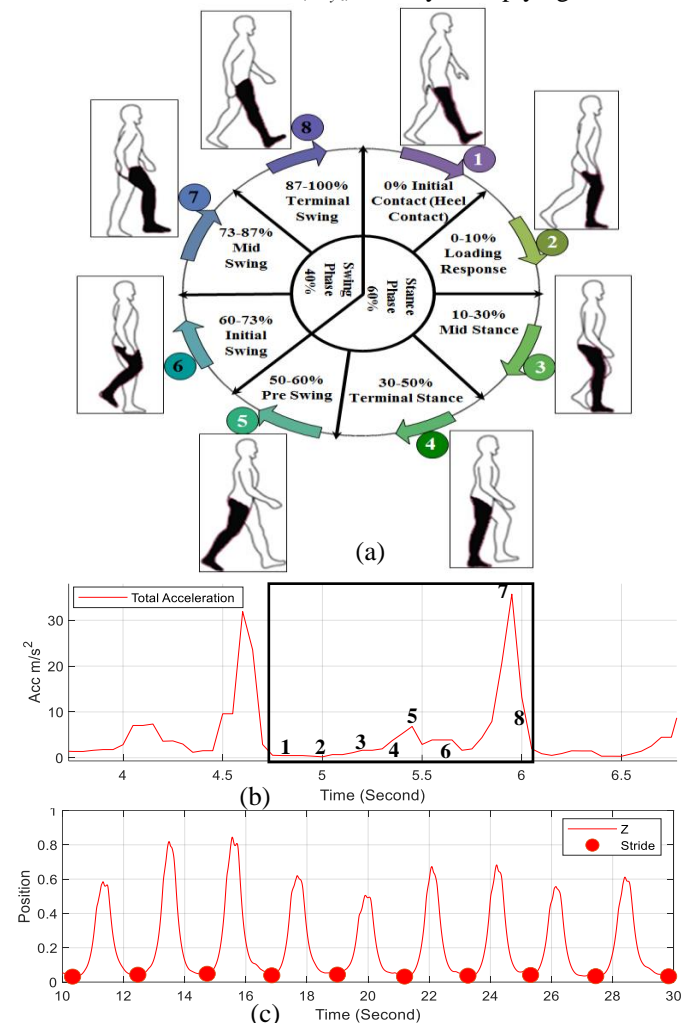 8
1
87-100%
Terminal
Swing
0% Initial
Contact (Heel
Contact)
7
2
73-87%
Mid
Swing
0-10%
Loading
Response
Swing
Phase
40%
Stance
Phase
60%
60-73%
Initial
Swing
10-30%
Mid Stance
6
3
50-60%
Pre Swing
30-50%
Terminal Stance
5
4
(a)
Total Acceleration
Acc m/s2
30
20
10
0
1
2
3
4
5
6
7
8
4
4.5
5
5.5
6
6.5
(b)
Time (Second)
Z
Stride
Position
1
0.8
0.6
0.4
0.2
0
10
12
14
16
18
20
22
24
26
28
30
(c)
Time (Second)